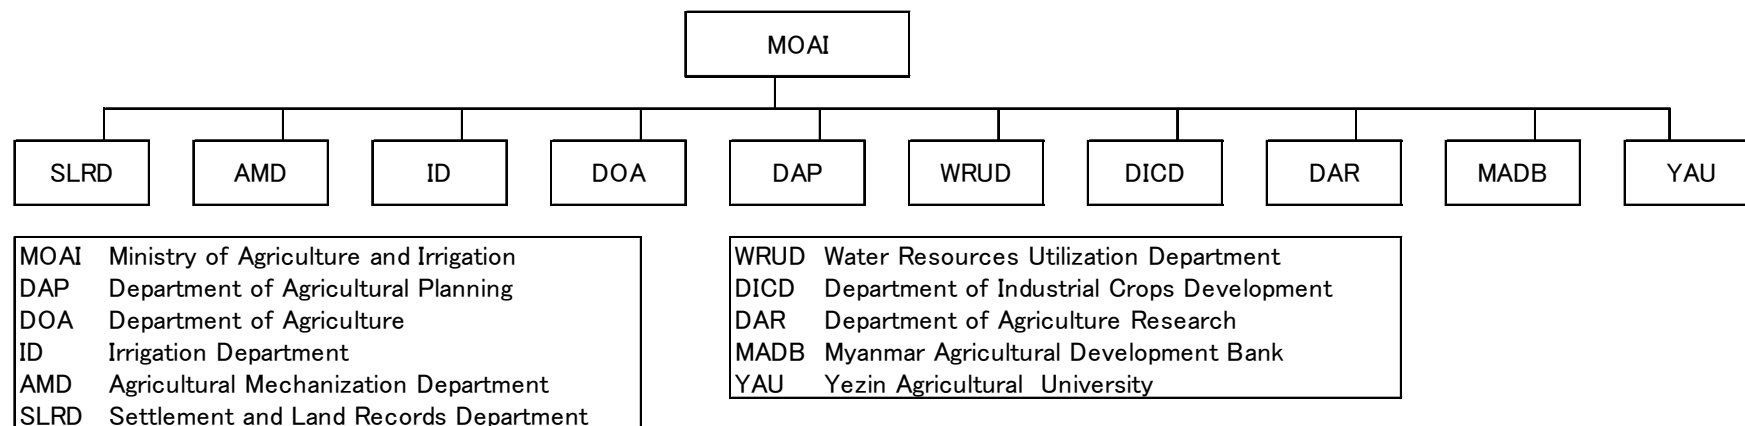 MOAI
SLRD AMD ID DOA DAP WRUD DICD DAR MADB YAU
MOAI Ministry of Agriculture and Irrigation
DAP Department of Agricultural Planning
DOA Department of Agriculture
ID Irrigation Department
AMD Agricultural Mechanization Department
SLRD Settlement and Land Records Department
WRUD Water Resources Utilization Department
DICD Department of Industrial Crops Development
DAR Department of Agriculture Research
MADB Myanmar Agricultural Development Bank
YAU Yezin Agricultural University